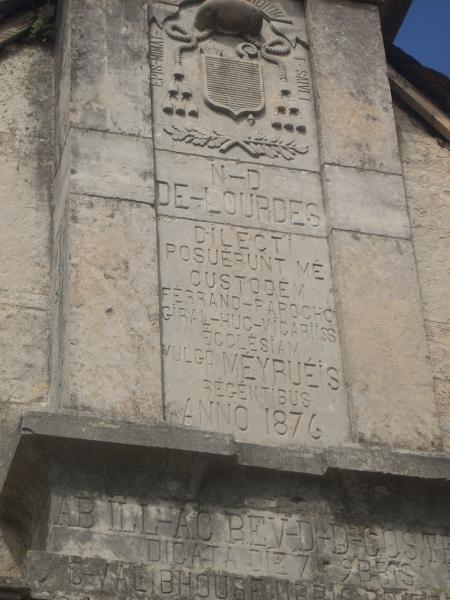 N-D
DE-LOURDES
DILECTI
POSUERUNT ME
CUSTODEM
FERRAND-PAROCHO
GIRAL-HUC-VICARIISS
ECCLESIAM
VULGO MEYRUEIS
REGENTIBUS
ANNO 1876
AB ILL-AC REV-D-D-COSTE
DICATA DIE 7 9BRIS